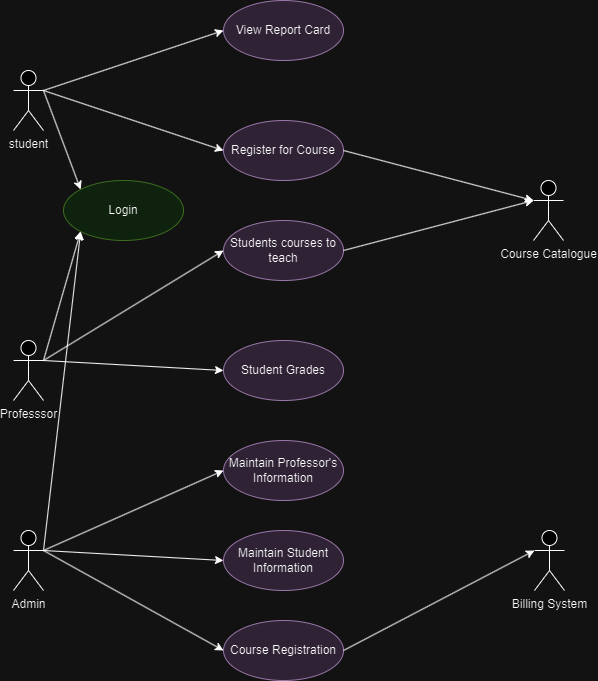 View Report Card
student
Register for Course
Login
Students courses to
teach
Course Catalogue
Student Grades
Professsor
Maintain Professor's
Information
Maintain Student
Information
Admin
Billing System
Course Registration